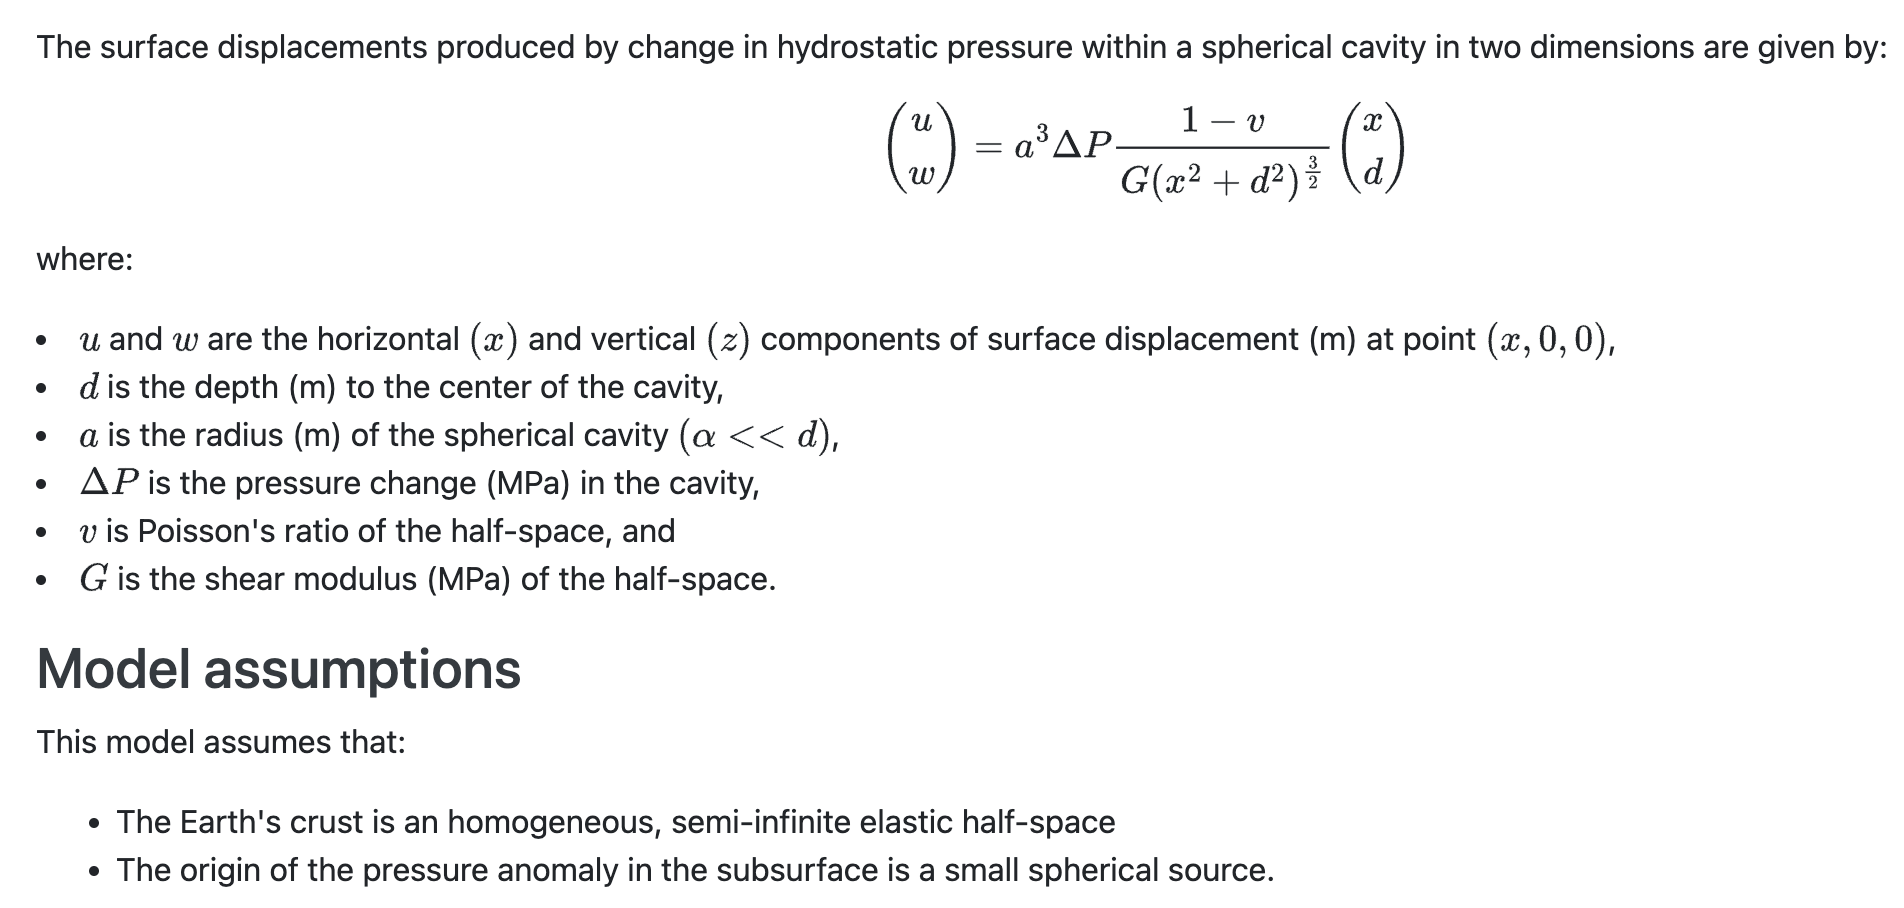 The surface displacements produced by change in hydrostatic pressure within a spherical cavity in two dimensions are given by:
$$\begin{pmatrix} u \\ w \end{pmatrix} = a^3 \Delta P \frac{1 - v}{G(x^2 + d^2)^{\frac{3}{2}}} \begin{pmatrix} x \\ d \end{pmatrix}$$
where:
• $u$ and $w$ are the horizontal $(x)$ and vertical $(z)$ components of surface displacement (m) at point $(x, 0, 0)$,
• $d$ is the depth (m) to the center of the cavity,
• $a$ is the radius (m) of the spherical cavity $(\alpha << d)$,
• $\Delta P$ is the pressure change (MPa) in the cavity,
• $v$ is Poisson's ratio of the half-space, and
• $G$ is the shear modulus (MPa) of the half-space.
Model assumptions
This model assumes that:
• The Earth's crust is an homogeneous, semi-infinite elastic half-space
• The origin of the pressure anomaly in the subsurface is a small spherical source.